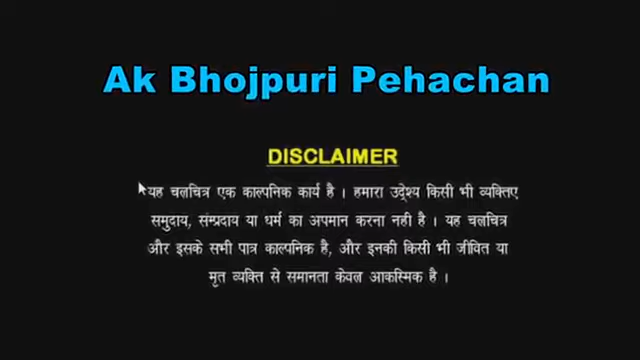 Ak Bhojpuri Pehachan
DISCLAIMER
यह चलचित्र एक काल्पनिक कार्य है । हमारा उद्देश्य किसी भी व्यक्तिए
समुदाय, संम्प्रदाय या धर्म का अपमान करना नही है । यह चलचित्र
और इसके सभी पात्र काल्पनिक है, और इनकी किसी भी जीवित या
मृत व्यक्ति से समानता केवल आकस्मिक है ।